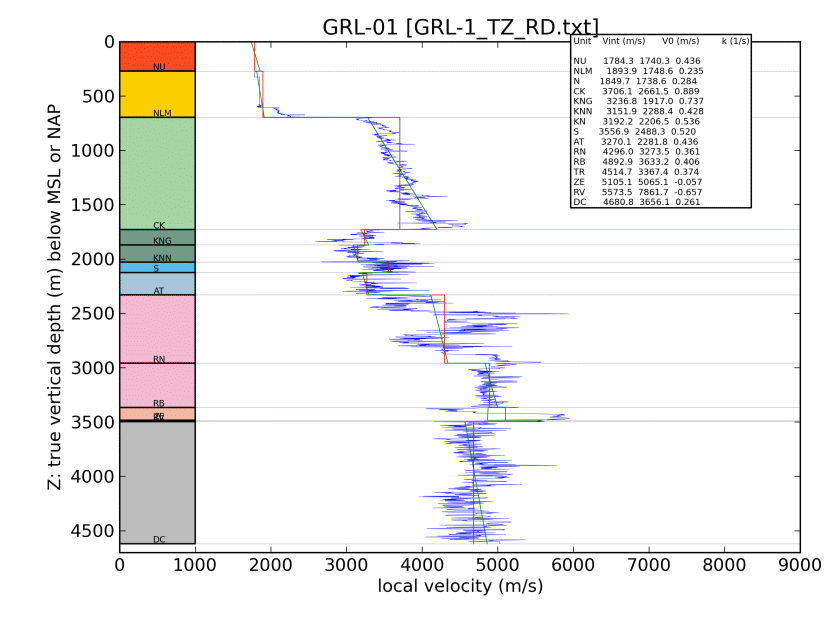 GRL-01 [GRL-1_TZ_RD.txt]
Unit Vint (m/s) V0 (m/s) k (1/s)
NU 1784.3 1740.3 0.436
NLM 1893.9 1748.6 0.235
N 1849.7 1738.6 0.284
CK 3706.1 2661.5 0.889
KNG 3236.8 1917.0 0.737
KNN 3151.9 2288.4 0.428
KN 3192.2 2206.5 0.536
S 3556.9 2488.3 0.520
AT 3270.1 2281.8 0.436
RN 4296.0 3273.5 0.361
RB 4892.9 3633.2 0.406
TR 4514.7 3367.4 0.374
ZE 5105.1 5065.1 -0.057
RV 5573.5 7861.7 -0.657
DC 4680.8 3656.1 0.261
Z: true vertical depth (m) below MSL or NAP
0
500
1000
1500
2000
2500
3000
3500
4000
4500
NU
NLM
CK
KNG
KNN
S
AT
RN
RB
DC
0 1000 2000 3000 4000 5000 6000 7000 8000 9000
local velocity (m/s)